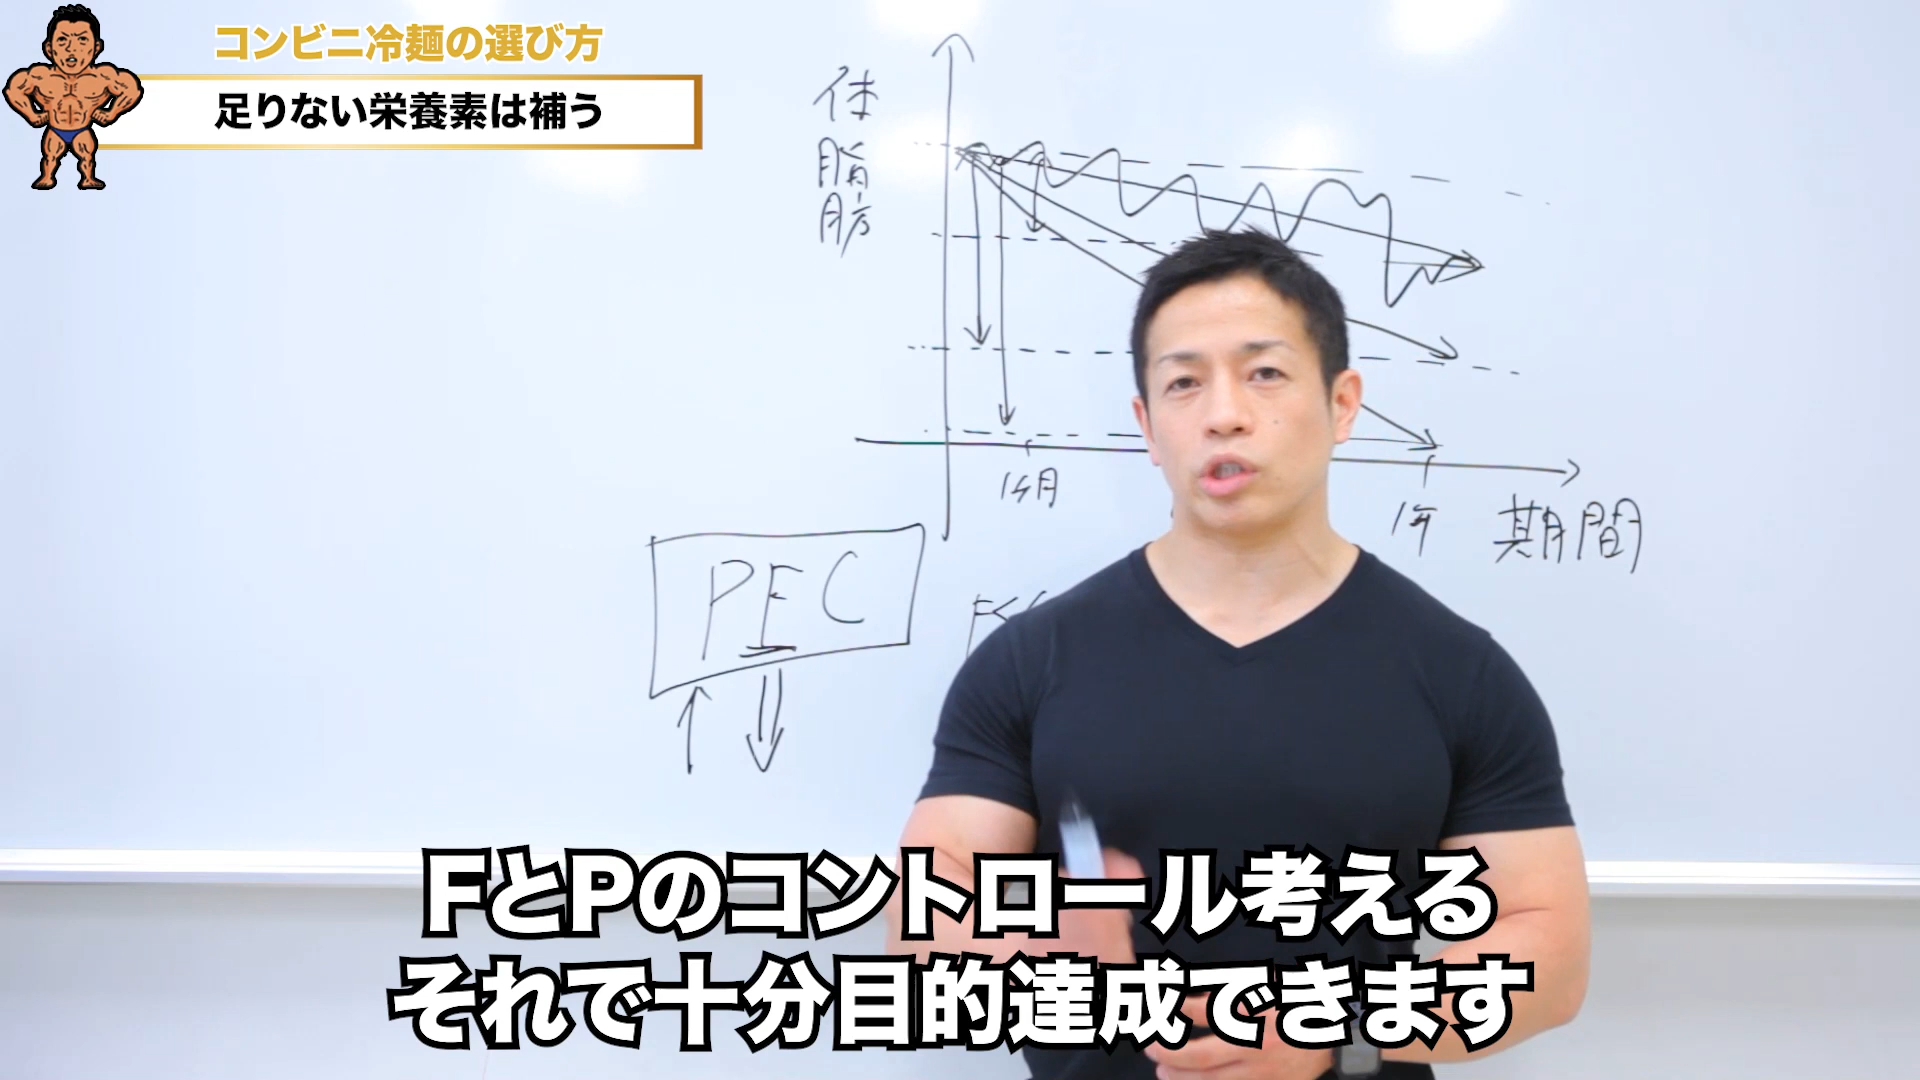 コンビニ冷麺の選び方
足りない栄養素は補う
体脂肪
1ヶ月
1年
期間
PFC
FとPのコントロール考える
それで十分目的達成できます